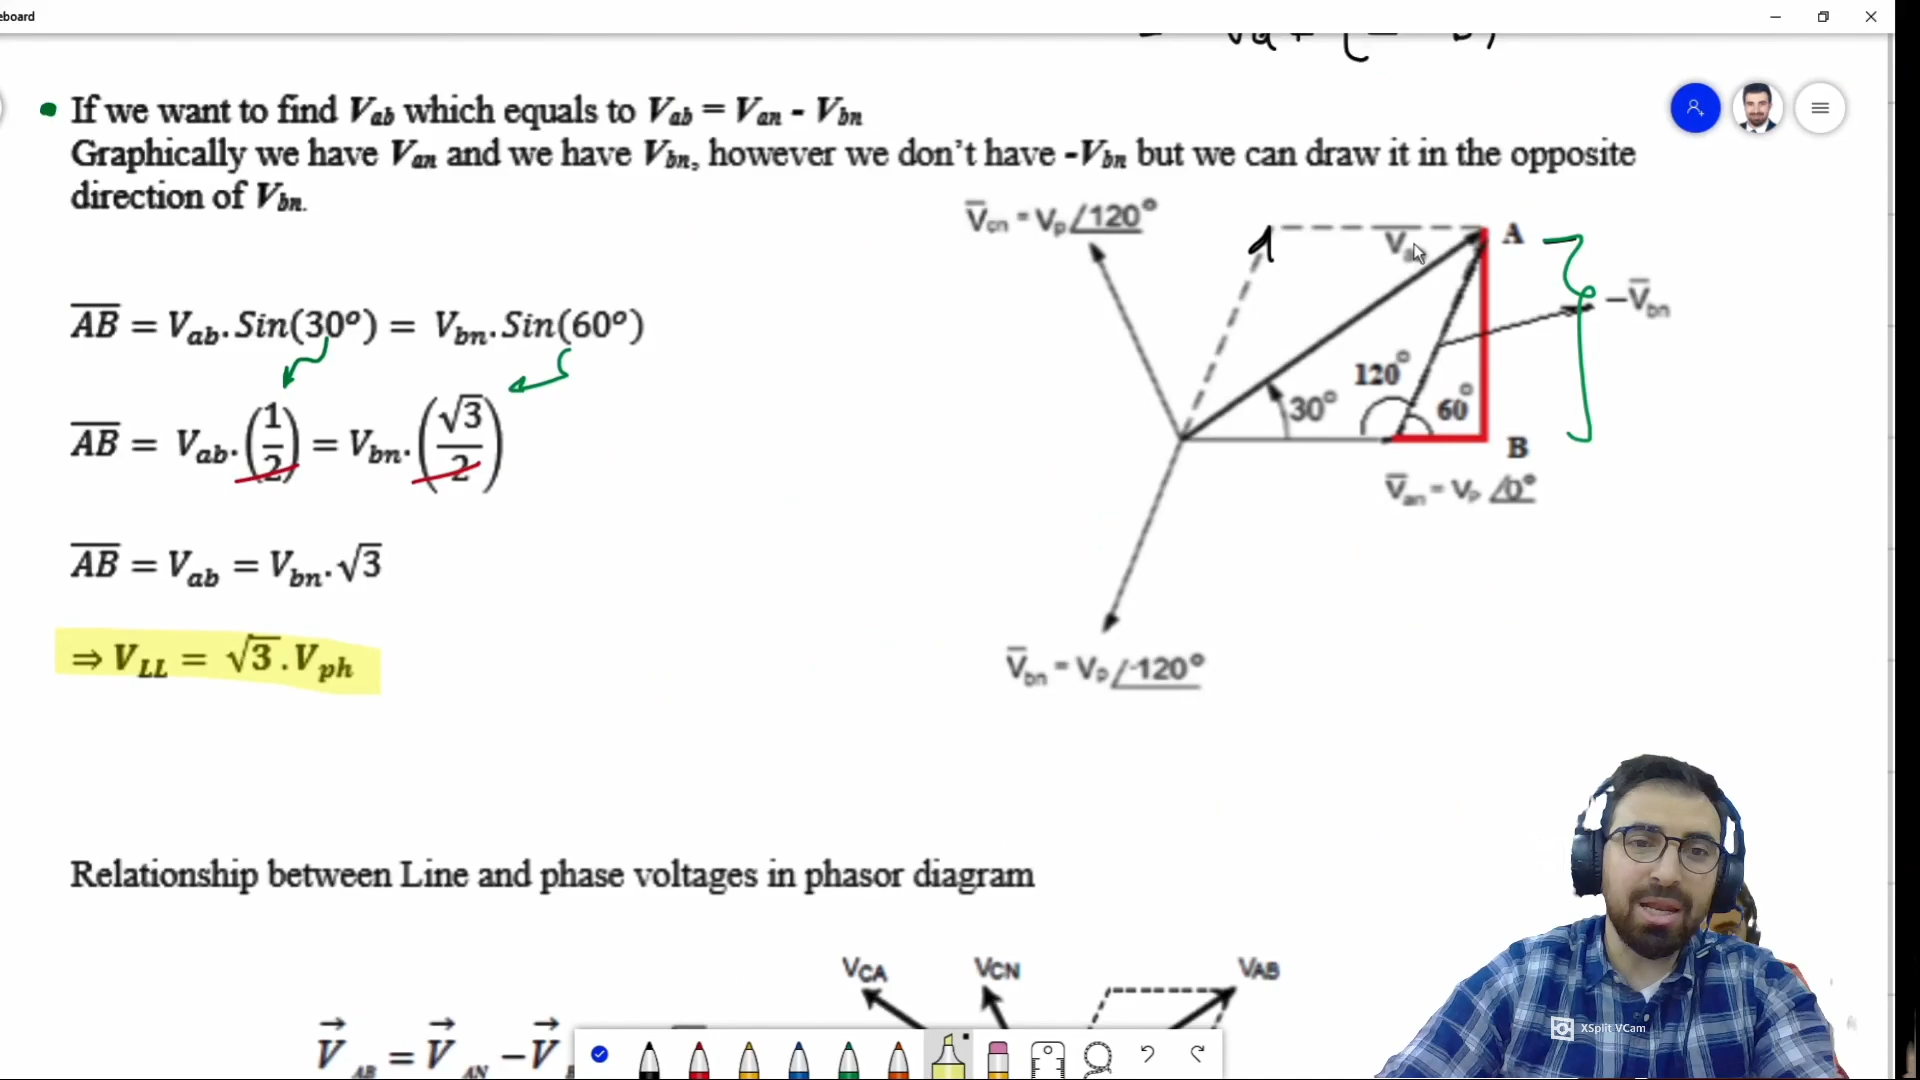 eboard
If we want to find Vab which equals to Vab = Van - Vbn
Graphically we have Van and we have Vbn, however we don't have -Vbn but we can draw it in the opposite
direction of Vbn.
V̅cn = Vp∠120°
A
-V̅bn
120°
30°
60°
B
V̅an = Vp ∠0°
V̅bn = Vp∠-120°
A̅B̅ = Vab.Sin(30°) = Vbn.Sin(60°)
A̅B̅ = Vab.(1/2) = Vbn.(√3/2)
A̅B̅ = Vab = Vbn.√3
⇒ VLL = √3.Vph
Relationship between Line and phase voltages in phasor diagram
VCA VCN VAB
V⃗AB = V⃗AN - V⃗
XSplit VCam